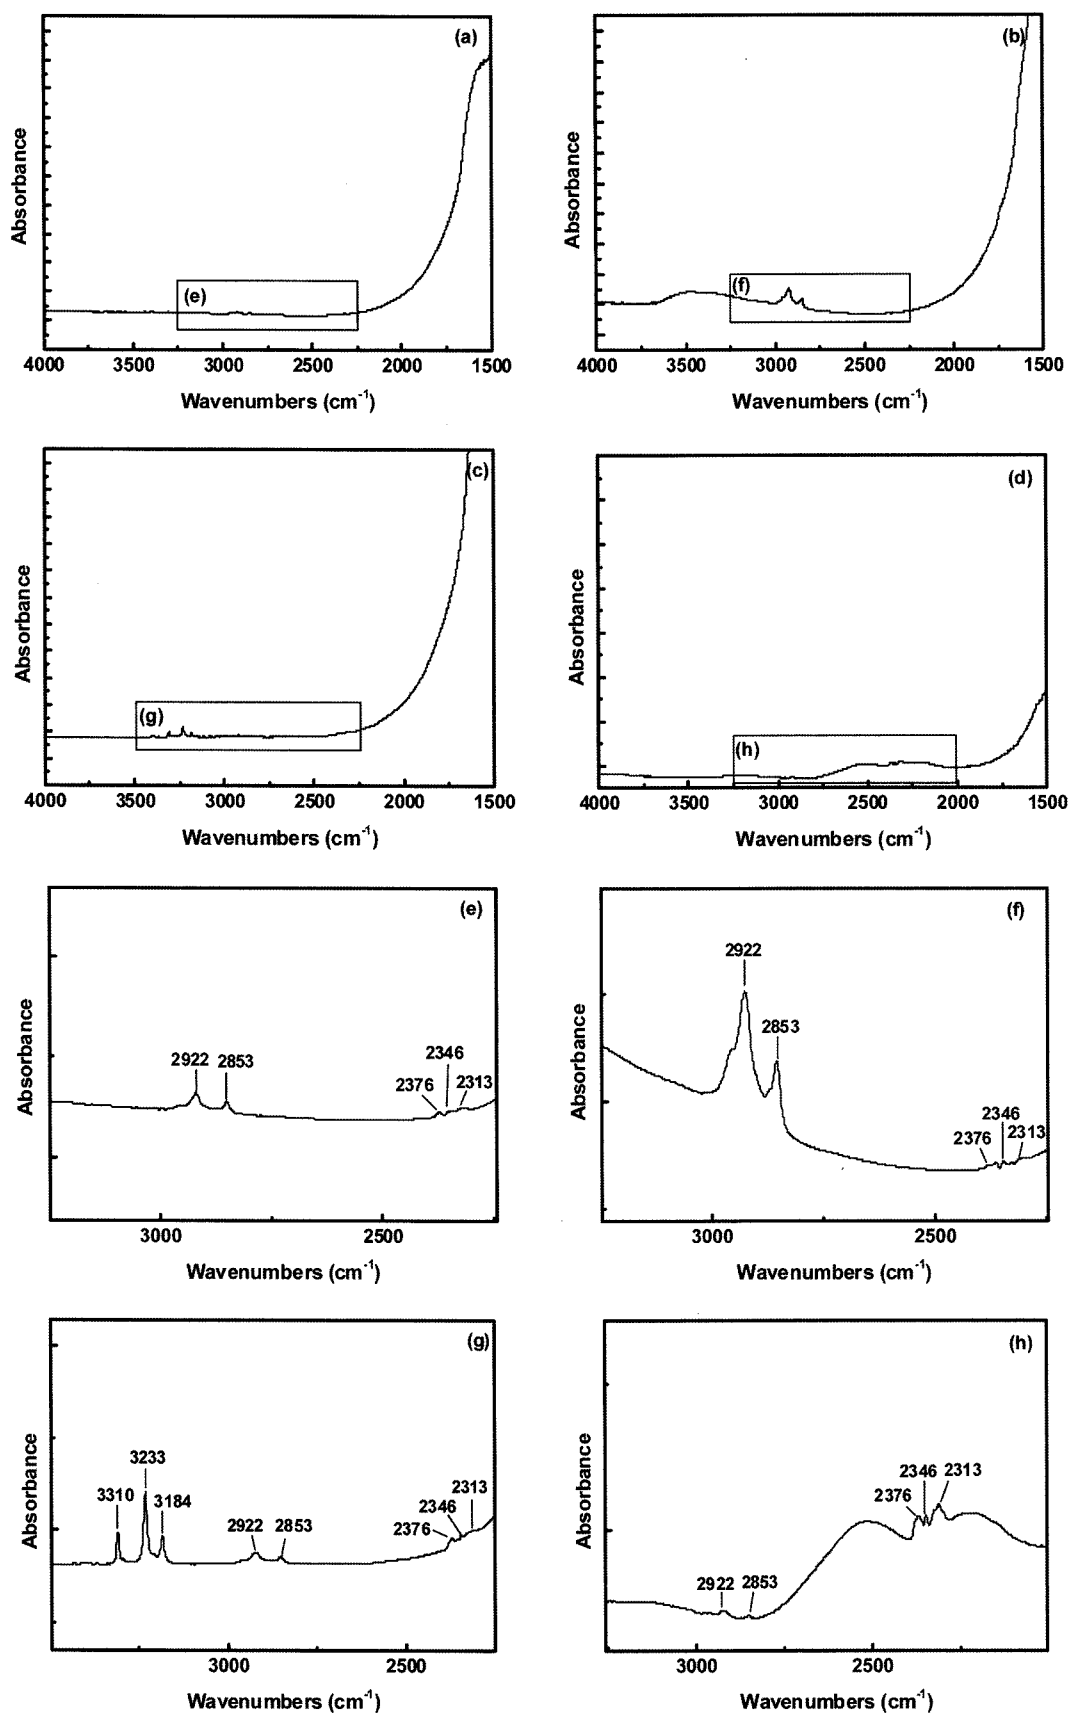 (a)
Absorbance
(e)
4000 3500 3000 2500 2000 1500
Wavenumbers (cm⁻¹)
(b)
Absorbance
(f)
4000 3500 3000 2500 2000 1500
Wavenumbers (cm⁻¹)
(c)
Absorbance
(g)
4000 3500 3000 2500 2000 1500
Wavenumbers (cm⁻¹)
(d)
Absorbance
(h)
4000 3500 3000 2500 2000 1500
Wavenumbers (cm⁻¹)
(e)
Absorbance
2922 2853
2346
2376 2313
3000 2500
Wavenumbers (cm⁻¹)
(f)
Absorbance
2922
2853
2346
2376 2313
3000 2500
Wavenumbers (cm⁻¹)
(g)
Absorbance
3233
3310 3184
2922 2853
2313
2346
2376
3000 2500
Wavenumbers (cm⁻¹)
(h)
Absorbance
2346 2313
2376
2922 2853
3000 2500
Wavenumbers (cm⁻¹)